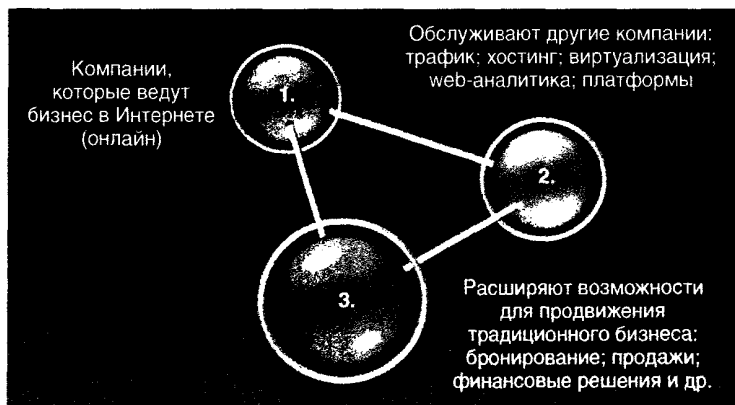 Компании,
которые ведут
бизнес в Интернете
(онлайн)
1.
Обслуживают другие компании:
трафик; хостинг; виртуализация;
web-аналитика; платформы
2.
3.
Расширяют возможности
для продвижения
традиционного бизнеса:
бронирование; продажи;
финансовые решения и др.